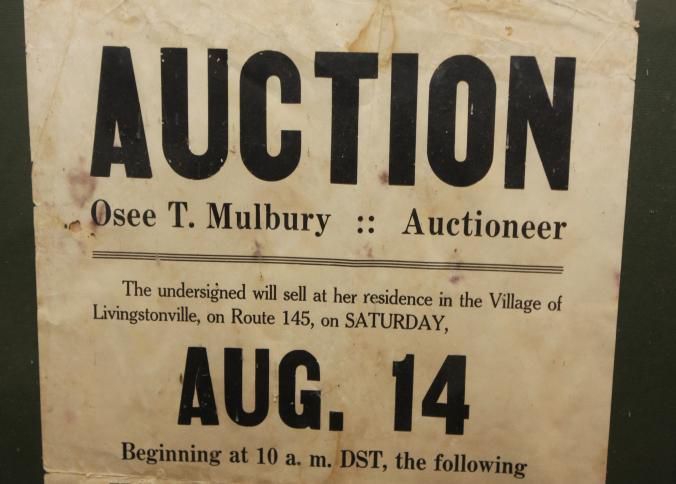 AUCTION
Osee T. Mulbury :: Auctioneer
The undersigned will sell at her residence in the Village of
Livingstonville, on Route 145, on SATURDAY,
AUG. 14
Beginning at 10 a. m. DST, the following